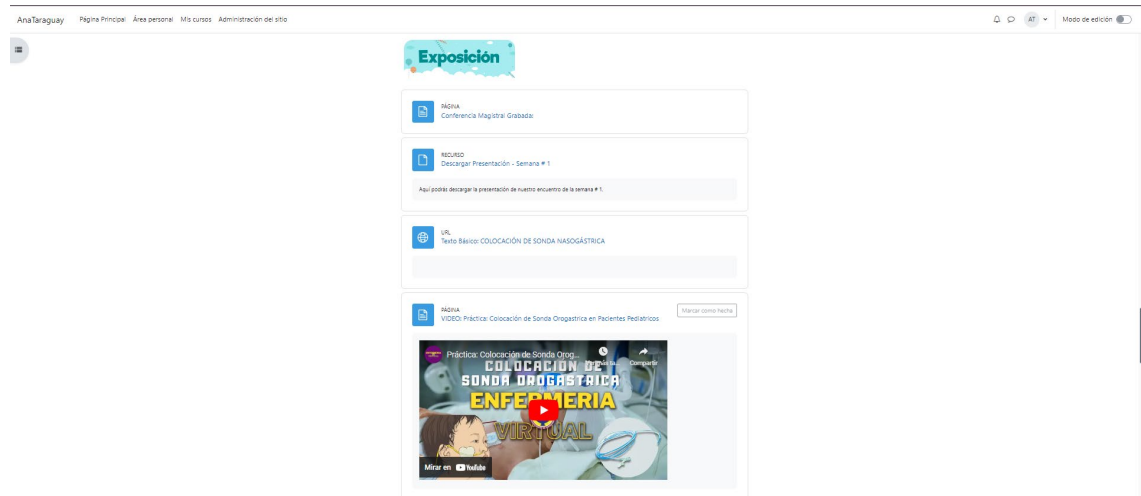 AnaTaraguay Página Principal Área personal Mis cursos Administración del sitio AT Modo de edición
Exposición
PÁGINA
Conferencia Magistral Grabada:
RECURSO
Descargar Presentación - Semana # 1
Aquí podrás descargar la presentación de nuestro encuentro de la semana # 1.
URL
Texto Básico: COLOCACIÓN DE SONDA NASOGÁSTRICA
PÁGINA
VIDEO: Práctica: Colocación de Sonda Orogastrica en Pacientes Pediatricos
Marcar como hecha
Práctica: Colocación de Sonda Orog...
Compartir
COLOCACION DE
SONDA OROGASTRICA
ENFERMERIA
VIRTUAL
Mirar en YouTube